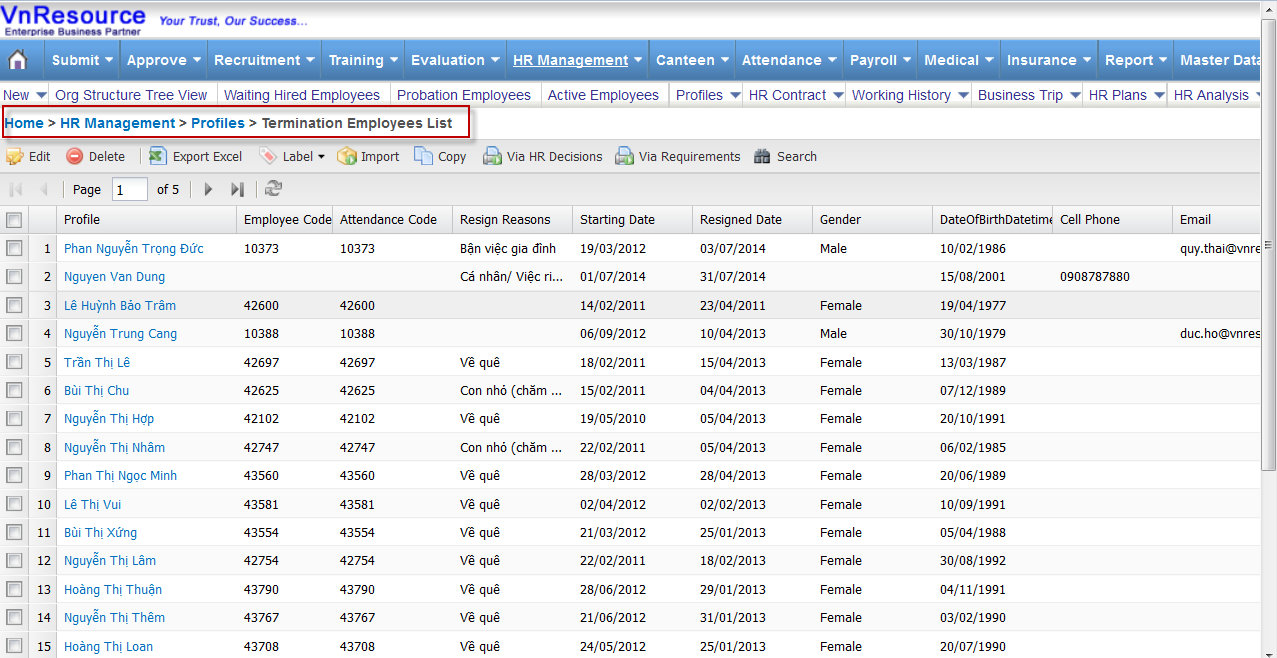 VnResource Your Trust, Our Success...
Enterprise Business Partner
Submit Approve Recruitment Training Evaluation HR Management Canteen Attendance Payroll Medical Insurance Report Master Data
New Org Structure Tree View Waiting Hired Employees Probation Employees Active Employees Profiles HR Contract Working History Business Trip HR Plans HR Analysis
Home > HR Management > Profiles > Termination Employees List
Edit Delete Export Excel Label Import Copy Via HR Decisions Via Requirements Search
Page 1 of 5
Profile Employee Code Attendance Code Resign Reasons Starting Date Resigned Date Gender DateOfBirthDatetime Cell Phone Email
1 Phan Nguyễn Trọng Đức 10373 10373 Bận việc gia đình 19/03/2012 03/07/2014 Male 10/02/1986 quy.thai@vnre
2 Nguyen Van Dung Cá nhân/ Việc ri... 01/07/2014 31/07/2014 15/08/2001 0908787880
3 Lê Huỳnh Bảo Trâm 42600 42600 14/02/2011 23/04/2011 Female 19/04/1977
4 Nguyễn Trung Cang 10388 10388 06/09/2012 10/04/2013 Male 30/10/1979 duc.ho@vnres
5 Trần Thị Lê 42697 42697 Về quê 18/02/2011 15/04/2013 Female 13/03/1987
6 Bùi Thị Chu 42625 42625 Con nhỏ (chăm ... 15/02/2011 04/04/2013 Female 07/12/1989
7 Nguyễn Thị Hợp 42102 42102 Về quê 19/05/2010 05/04/2013 Female 20/10/1991
8 Nguyễn Thị Nhâm 42747 42747 Con nhỏ (chăm ... 22/02/2011 05/04/2013 Female 06/02/1985
9 Phan Thị Ngọc Minh 43560 43560 Về quê 28/03/2012 28/04/2013 Female 20/06/1989
10 Lê Thị Vui 43581 43581 Về quê 02/04/2012 02/02/2013 Female 10/09/1991
11 Bùi Thị Xứng 43554 43554 Về quê 21/03/2012 25/01/2013 Female 05/04/1988
12 Nguyễn Thị Lâm 42754 42754 Về quê 22/02/2011 18/02/2013 Female 30/08/1992
13 Hoàng Thị Thuận 43790 43790 Về quê 28/06/2012 29/01/2013 Female 04/11/1991
14 Nguyễn Thị Thêm 43767 43767 Về quê 21/06/2012 31/01/2013 Female 03/02/1990
15 Hoàng Thị Loan 43708 43708 Về quê 24/05/2012 25/01/2013 Female 20/07/1990